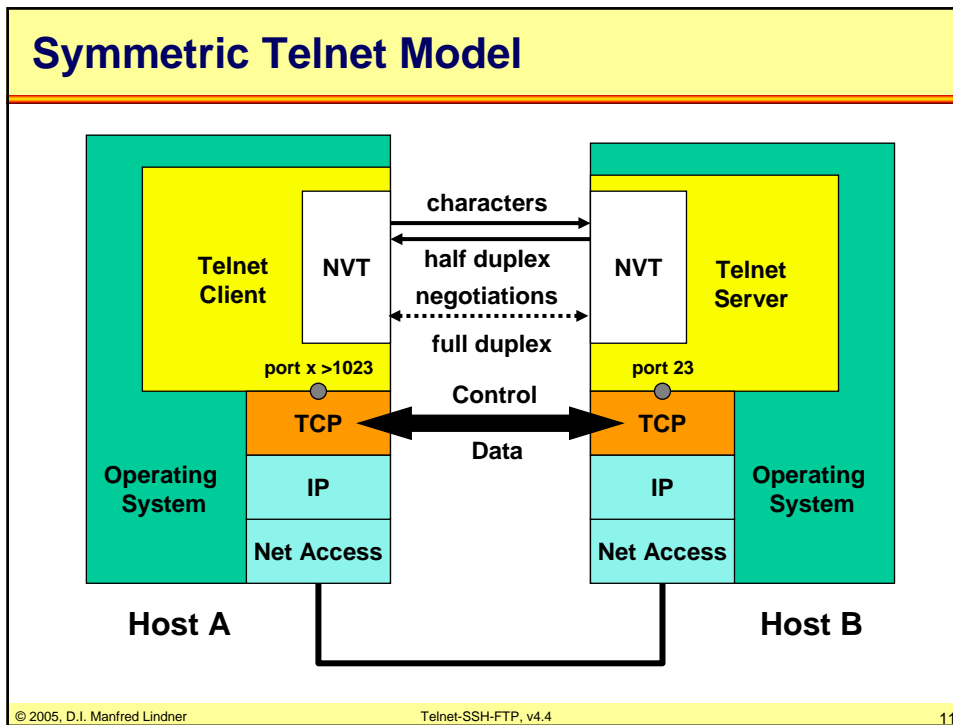 Symmetric Telnet Model
characters
half duplex
negotiations
full duplex
Telnet
Client
NVT
NVT
Telnet
Server
port x >1023
port 23
Control
Data
TCP
TCP
Operating
System
IP
IP
Operating
System
Net Access
Net Access
Host A
Host B
© 2005, D.I. Manfred Lindner
Telnet-SSH-FTP, v4.4
11